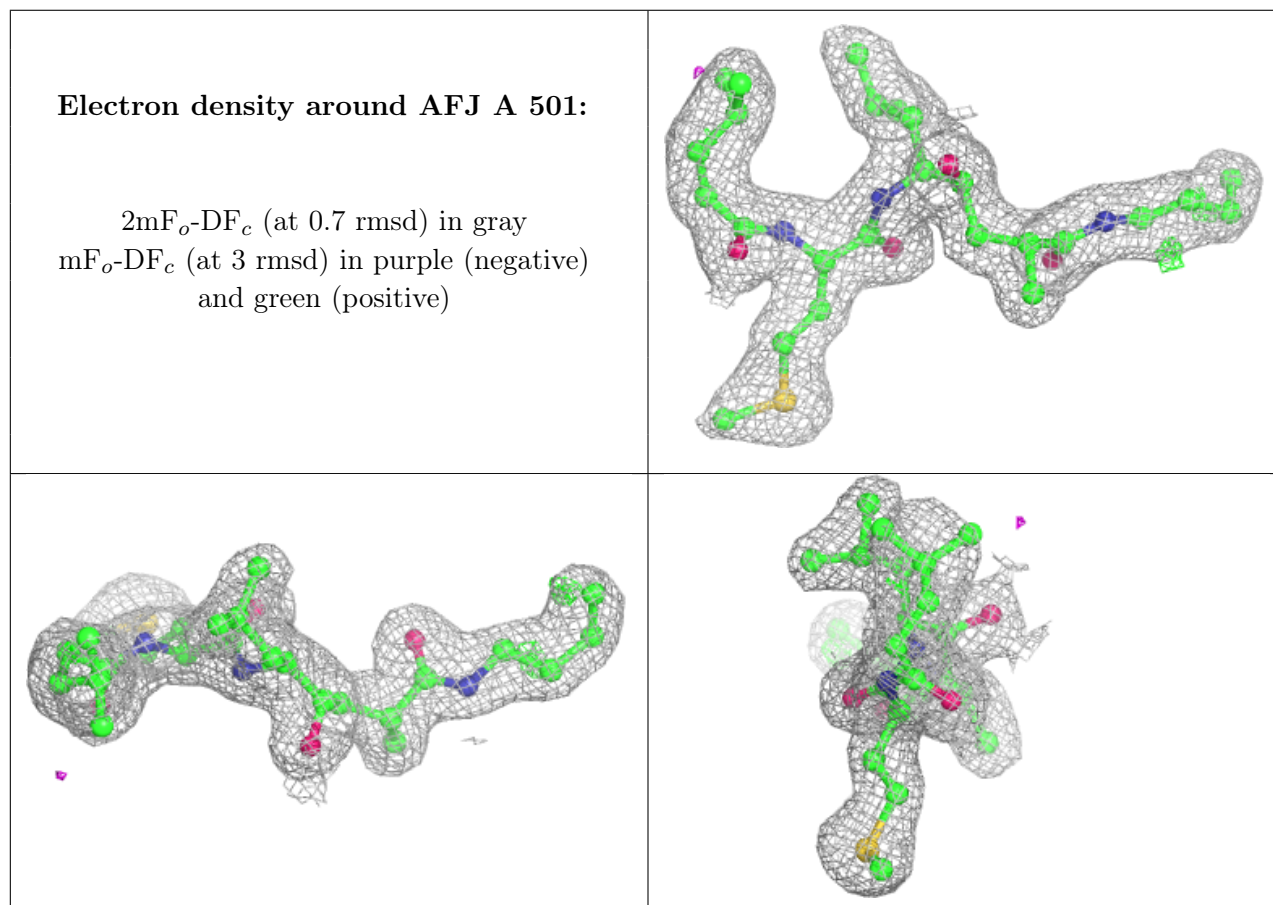 Electron density around AFJ A 501:
2mFₒ-DF𝒸 (at 0.7 rmsd) in gray
mFₒ-DF𝒸 (at 3 rmsd) in purple (negative)
and green (positive)